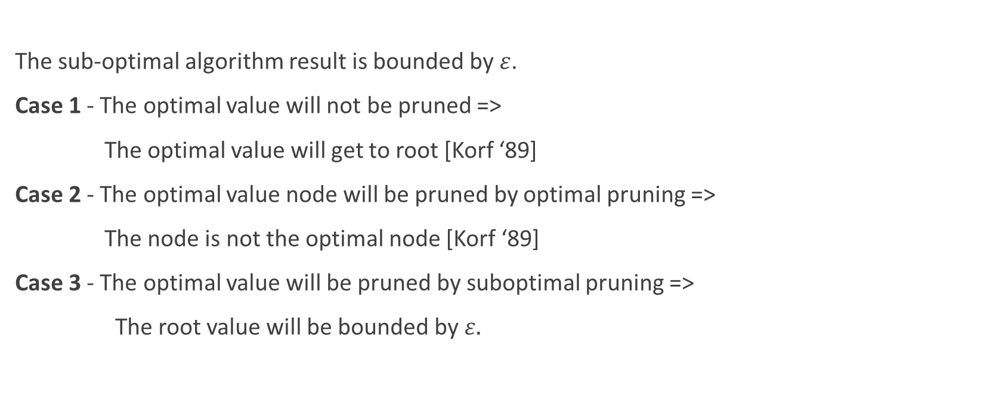 The sub-optimal algorithm result is bounded by ε.
Case 1 - The optimal value will not be pruned =>
The optimal value will get to root [Korf ‘89]
Case 2 - The optimal value node will be pruned by optimal pruning =>
The node is not the optimal node [Korf ‘89]
Case 3 - The optimal value will be pruned by suboptimal pruning =>
The root value will be bounded by ε.